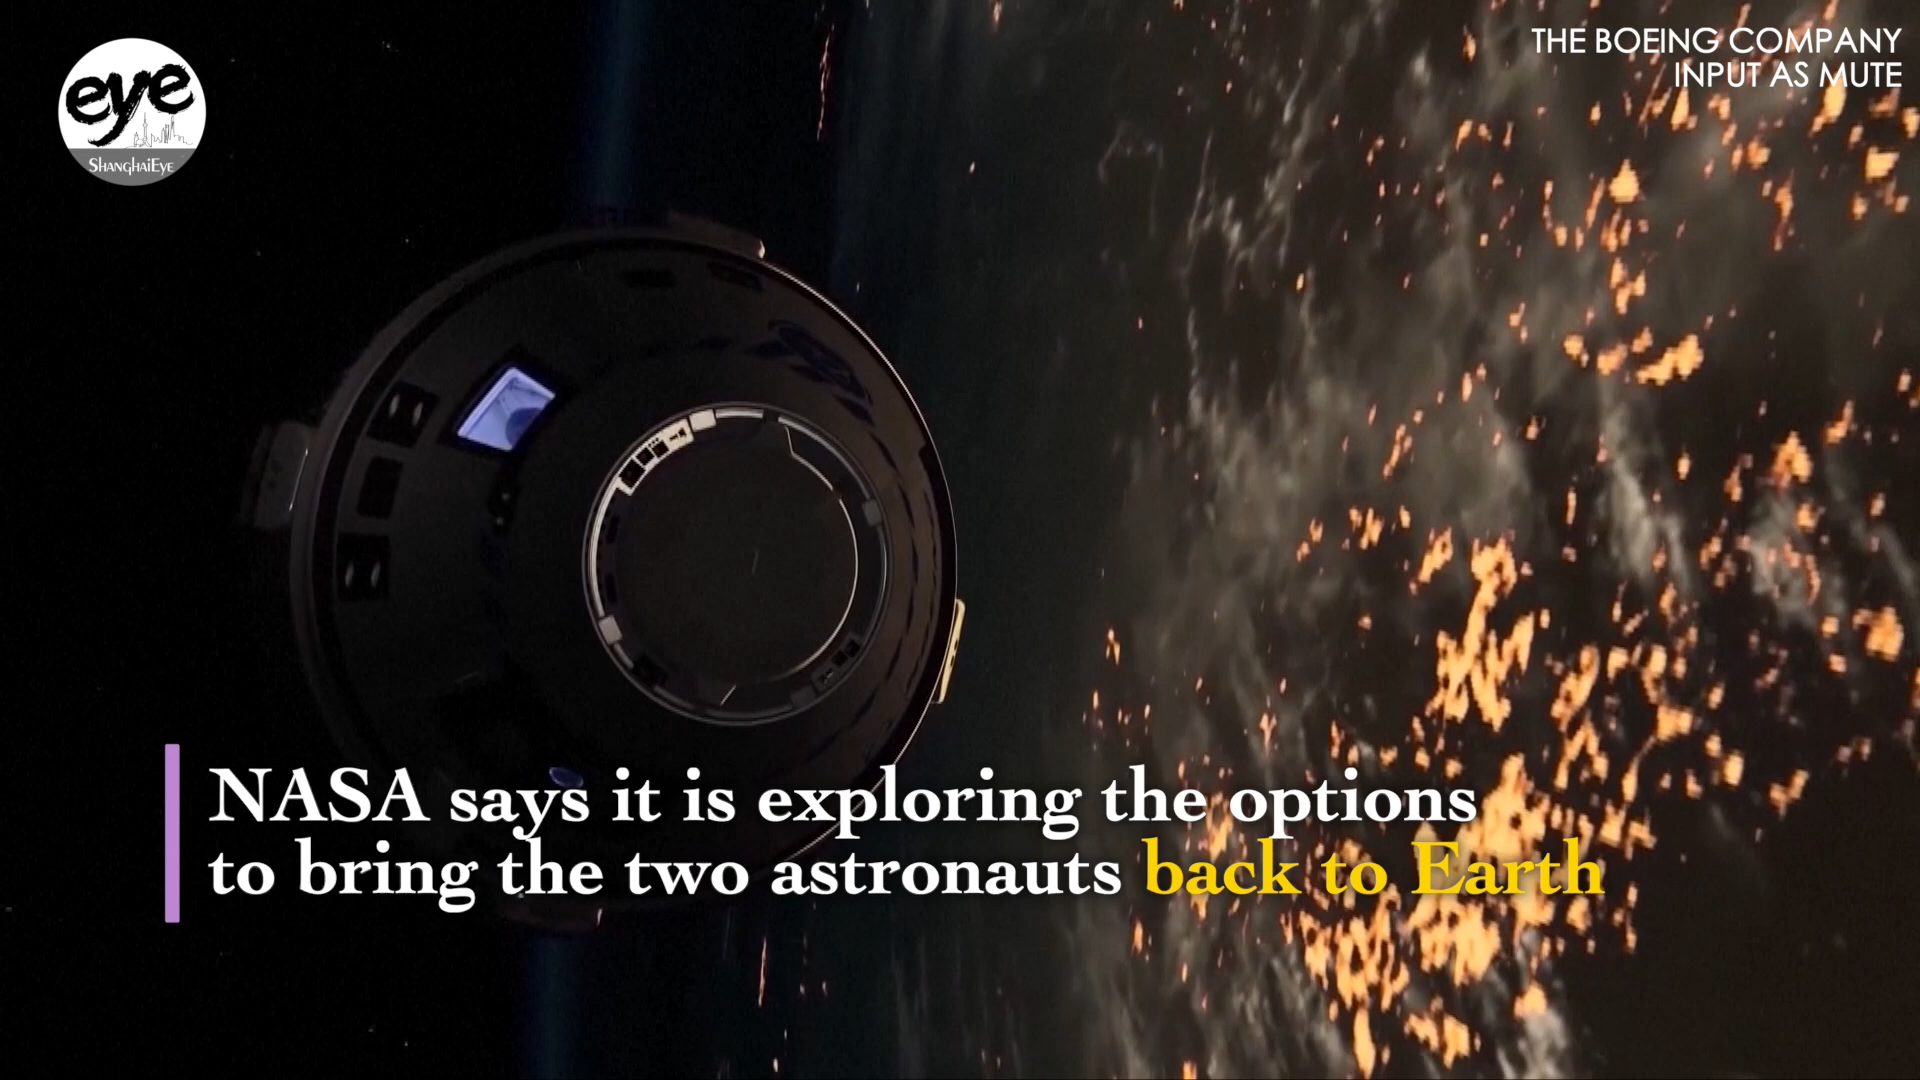 eye
SHANGHAIEYE
THE BOEING COMPANY
INPUT AS MUTE
NASA says it is exploring the options
to bring the two astronauts back to Earth